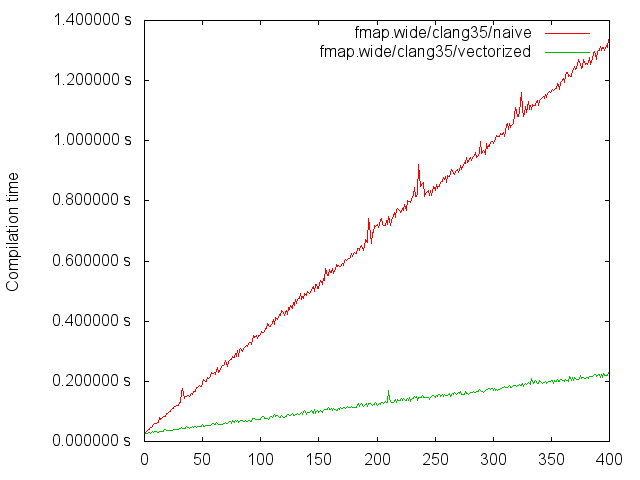 1.400000 s
1.200000 s
1.000000 s
0.800000 s
0.600000 s
0.400000 s
0.200000 s
0.000000 s
Compilation time
fmap.wide/clang35/naive
fmap.wide/clang35/vectorized
0 50 100 150 200 250 300 350 400